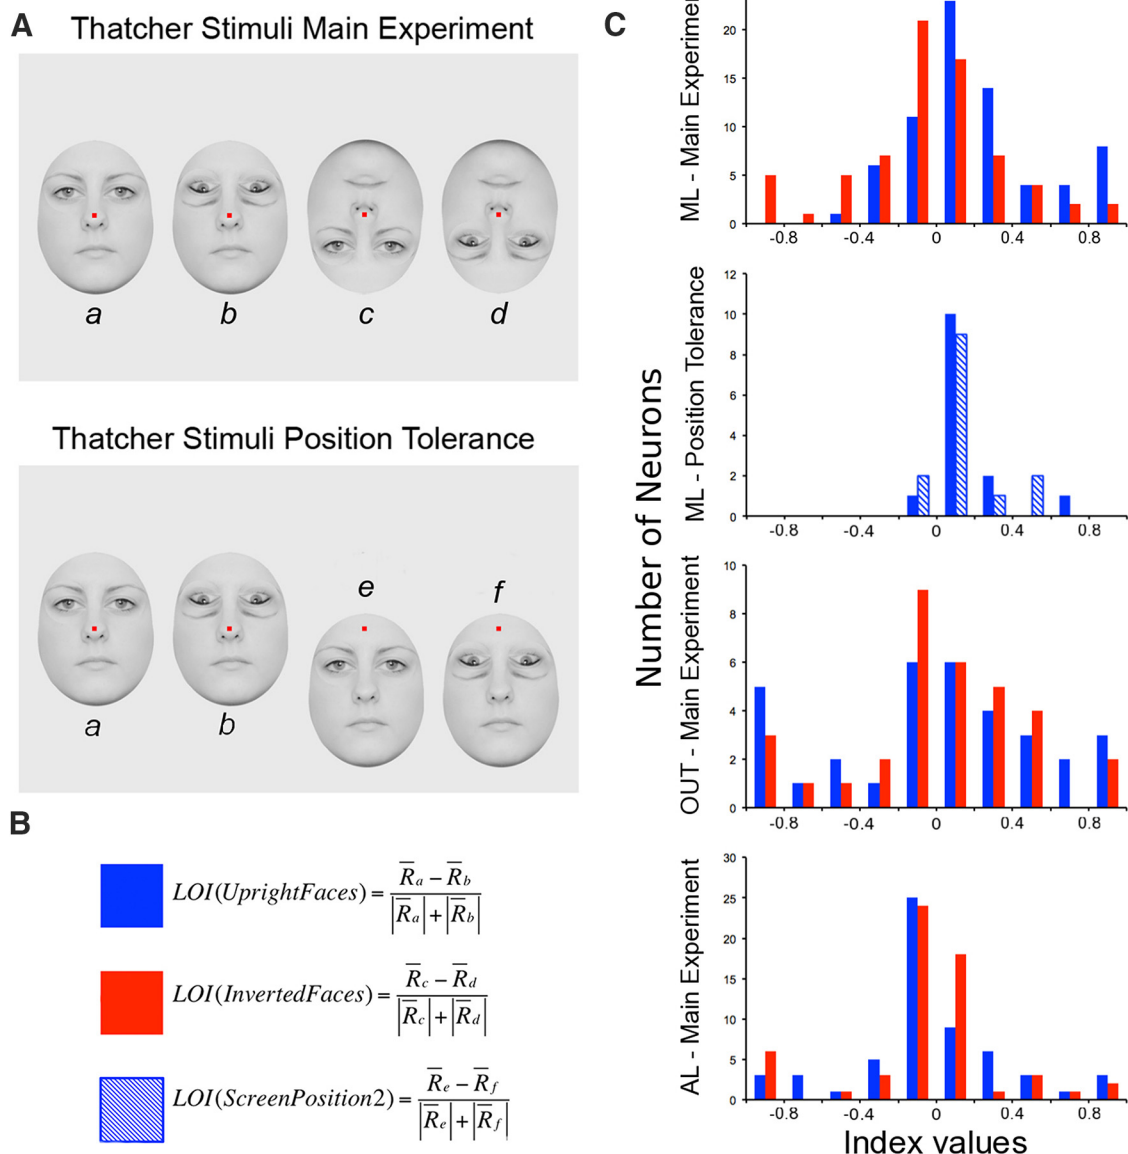 A
Thatcher Stimuli Main Experiment
a
b
c
d
Thatcher Stimuli Position Tolerance
e
f
a
b
B
LOI(UprightFaces) = (R̅a − R̅b) / (|R̅a| + |R̅b|)
LOI(InvertedFaces) = (R̅c − R̅d) / (|R̅c| + |R̅d|)
LOI(ScreenPosition2) = (R̅e − R̅f) / (|R̅e| + |R̅f|)
C
Number of Neurons
ML - Main Experiment
20
15
10
5
0
-0.8
-0.4
0
0.4
0.8
ML - Position Tolerance
12
10
8
6
4
2
0
-0.8
-0.4
0
0.4
0.8
OUT - Main Experiment
10
8
6
4
2
0
-0.8
-0.4
0
0.4
0.8
AL - Main Experiment
30
25
20
15
10
5
0
-0.8
-0.4
0
0.4
0.8
Index values